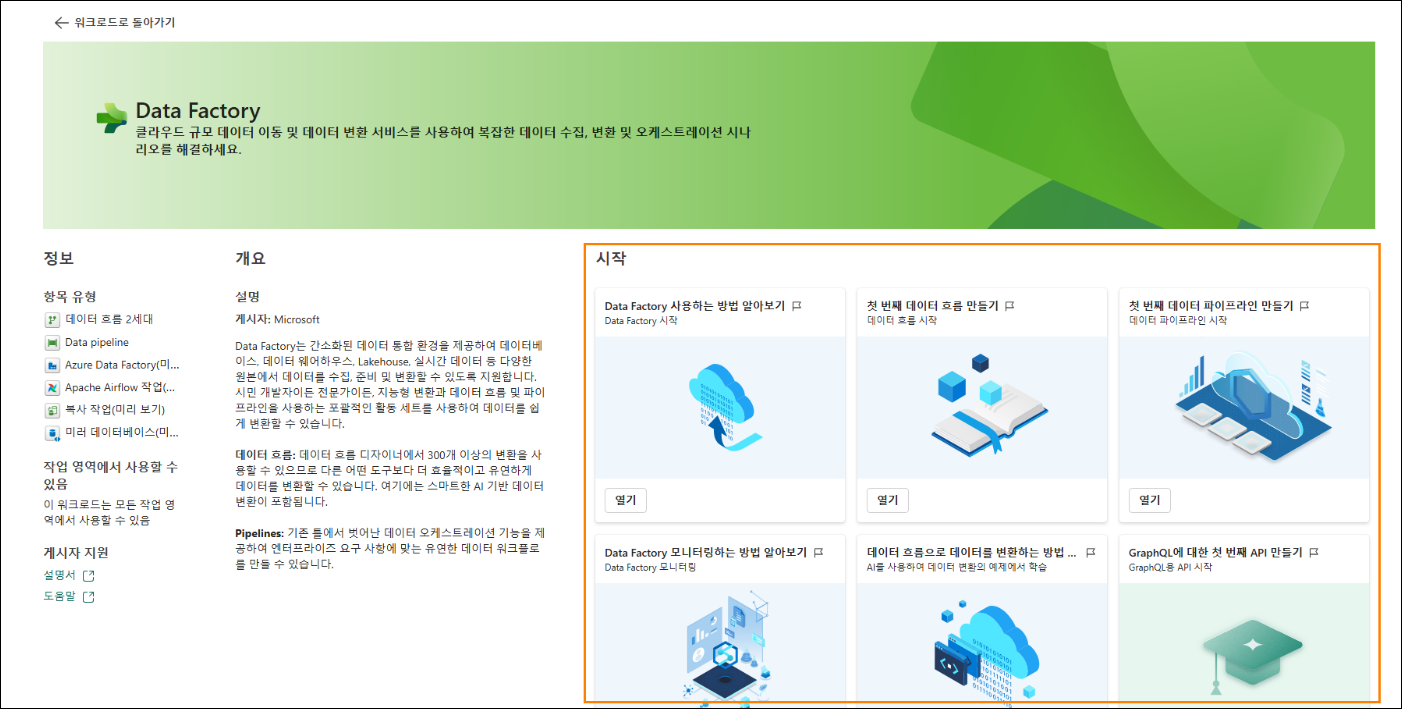 워크로드로 돌아가기
Data Factory
클라우드 규모 데이터 이동 및 데이터 변환 서비스를 사용하여 복잡한 데이터 수집, 변환 및 오케스트레이션 시나
리오를 해결하세요.
정보
항목 유형
데이터 흐름 2세대
Data pipeline
Azure Data Factory(미...
Apache Airflow 작업(...
복사 작업(미리 보기)
미러 데이터베이스(미...
작업 영역에서 사용할 수
있음
이 워크로드는 모든 작업 영
역에서 사용할 수 있음
게시자 지원
설명서
도움말
개요
설명
게시자: Microsoft
Data Factory는 간소화된 데이터 통합 환경을 제공하여 데이터베
이스, 데이터 웨어하우스, Lakehouse, 실시간 데이터 등 다양한
원본에서 데이터를 수집, 준비 및 변환할 수 있도록 지원합니다.
시민 개발자이든 전문가이든, 지능형 변환과 데이터 흐름 및 파이
프라인을 사용하는 포괄적인 활동 세트를 사용하여 데이터를 쉽
게 변환할 수 있습니다.
데이터 흐름: 데이터 흐름 디자이너에서 300개 이상의 변환을 사
용할 수 있으므로 다른 어떤 도구보다 더 효율적이고 유연하게
데이터를 변환할 수 있습니다. 여기에는 스마트한 AI 기반 데이터
변환이 포함됩니다.
Pipelines: 기존 틀에서 벗어난 데이터 오케스트레이션 기능을 제
공하여 엔터프라이즈 요구 사항에 맞는 유연한 데이터 워크플로
를 만들 수 있습니다.
시작
Data Factory 사용하는 방법 알아보기
Data Factory 시작
열기
첫 번째 데이터 흐름 만들기
데이터 흐름 시작
열기
첫 번째 데이터 파이프라인 만들기
데이터 파이프라인 시작
열기
Data Factory 모니터링하는 방법 알아보기
Data Factory 모니터링
데이터 흐름으로 데이터를 변환하는 방법 ...
AI를 사용하여 데이터 변환의 예제에서 학습
GraphQL에 대한 첫 번째 API 만들기
GraphQL용 API 시작